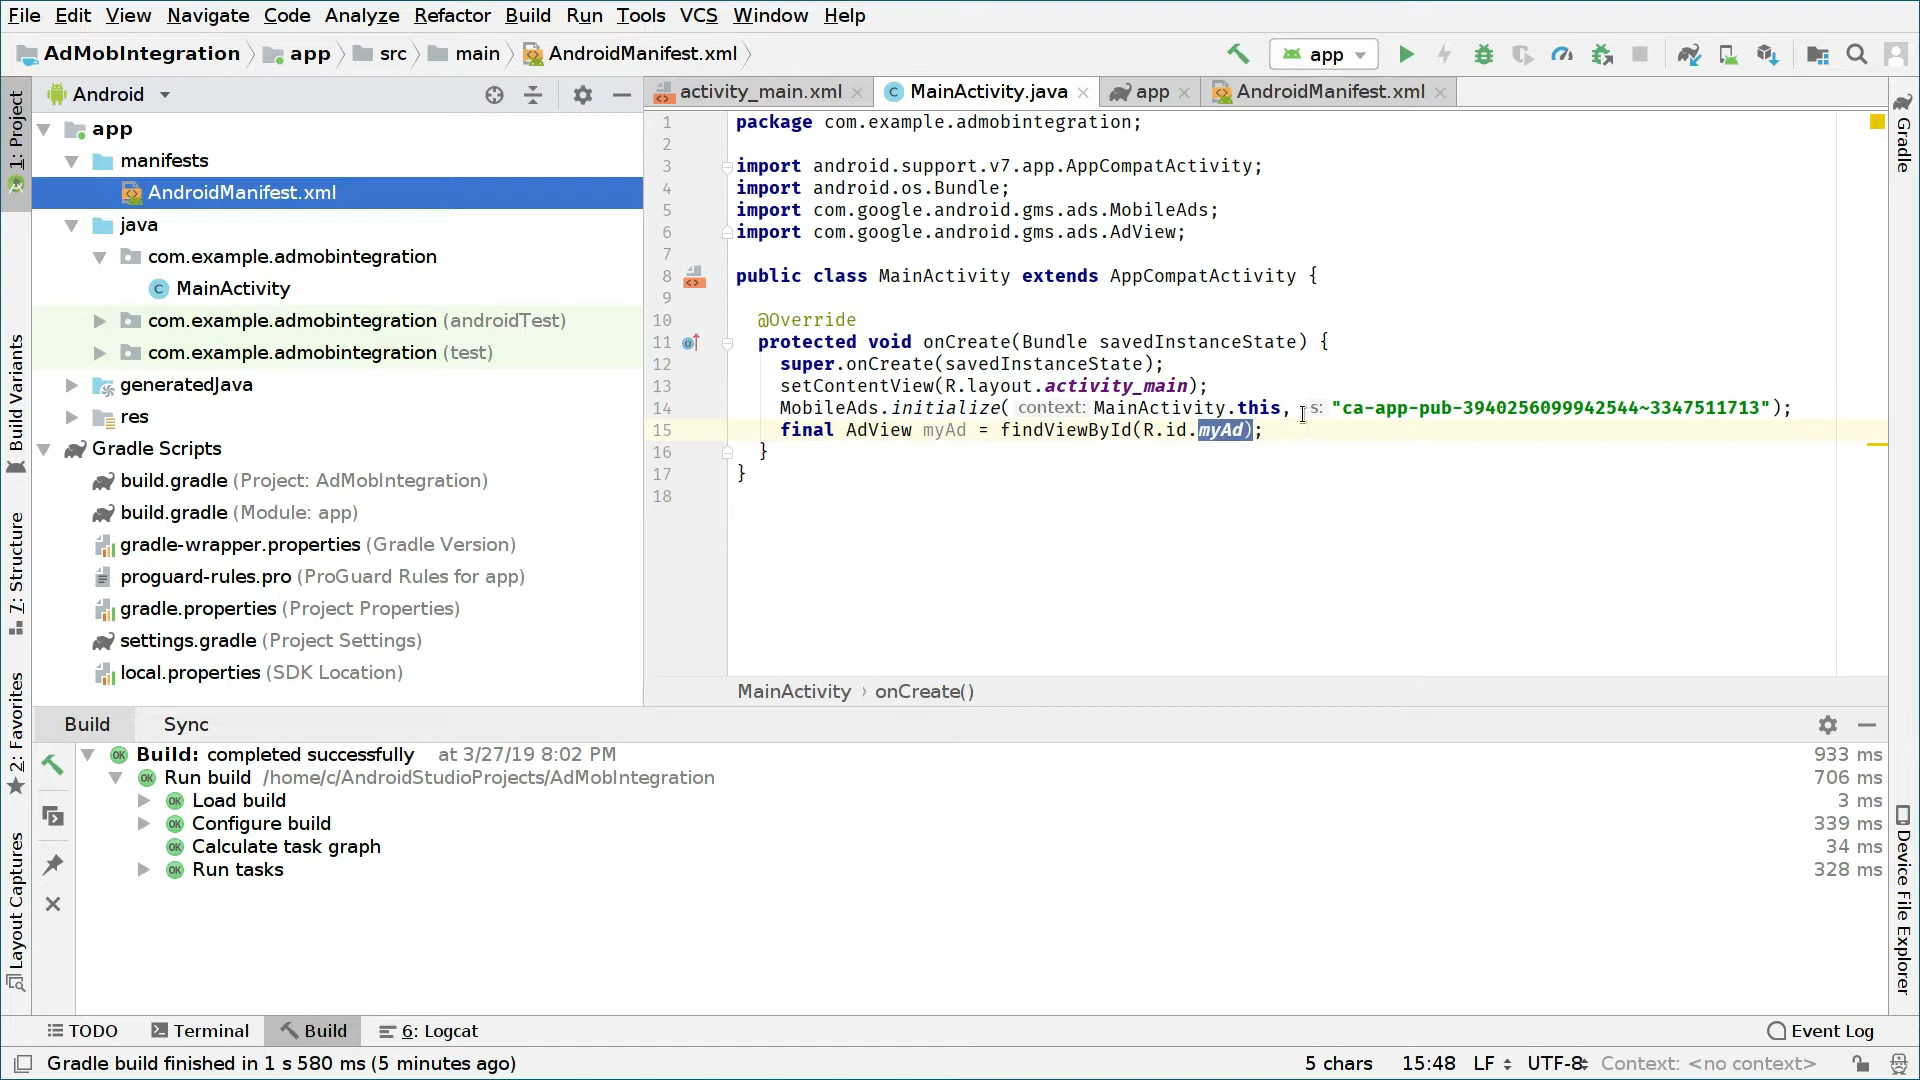 File Edit View Navigate Code Analyze Refactor Build Run Tools VCS Window Help
AdMobIntegration app src main AndroidManifest.xml app
Android
activity_main.xml MainActivity.java app AndroidManifest.xml
1: Project
Build Variants
7: Structure
2: Favorites
Layout Captures
app
manifests
AndroidManifest.xml
java
com.example.admobintegration
MainActivity
com.example.admobintegration (androidTest)
com.example.admobintegration (test)
generatedJava
res
Gradle Scripts
build.gradle (Project: AdMobIntegration)
build.gradle (Module: app)
gradle-wrapper.properties (Gradle Version)
proguard-rules.pro (ProGuard Rules for app)
gradle.properties (Project Properties)
settings.gradle (Project Settings)
local.properties (SDK Location)
1 package com.example.admobintegration;
2
3 import android.support.v7.app.AppCompatActivity;
4 import android.os.Bundle;
5 import com.google.android.gms.ads.MobileAds;
6 import com.google.android.gms.ads.AdView;
7
8 public class MainActivity extends AppCompatActivity {
9
10 @Override
11 protected void onCreate(Bundle savedInstanceState) {
12 super.onCreate(savedInstanceState);
13 setContentView(R.layout.activity_main);
14 MobileAds.initialize( context: MainActivity.this, s: "ca-app-pub-3940256099942544~3347511713");
15 final AdView myAd = findViewById(R.id.myAd);
16 }
17 }
18
MainActivity › onCreate()
Gradle
Device File Explorer
Build Sync
Build: completed successfully at 3/27/19 8:02 PM 933 ms
Run build /home/c/AndroidStudioProjects/AdMobIntegration 706 ms
Load build 3 ms
Configure build 339 ms
Calculate task graph 34 ms
Run tasks 328 ms
TODO Terminal Build 6: Logcat Event Log
Gradle build finished in 1 s 580 ms (5 minutes ago) 5 chars 15:48 LF UTF-8 Context: <no context>